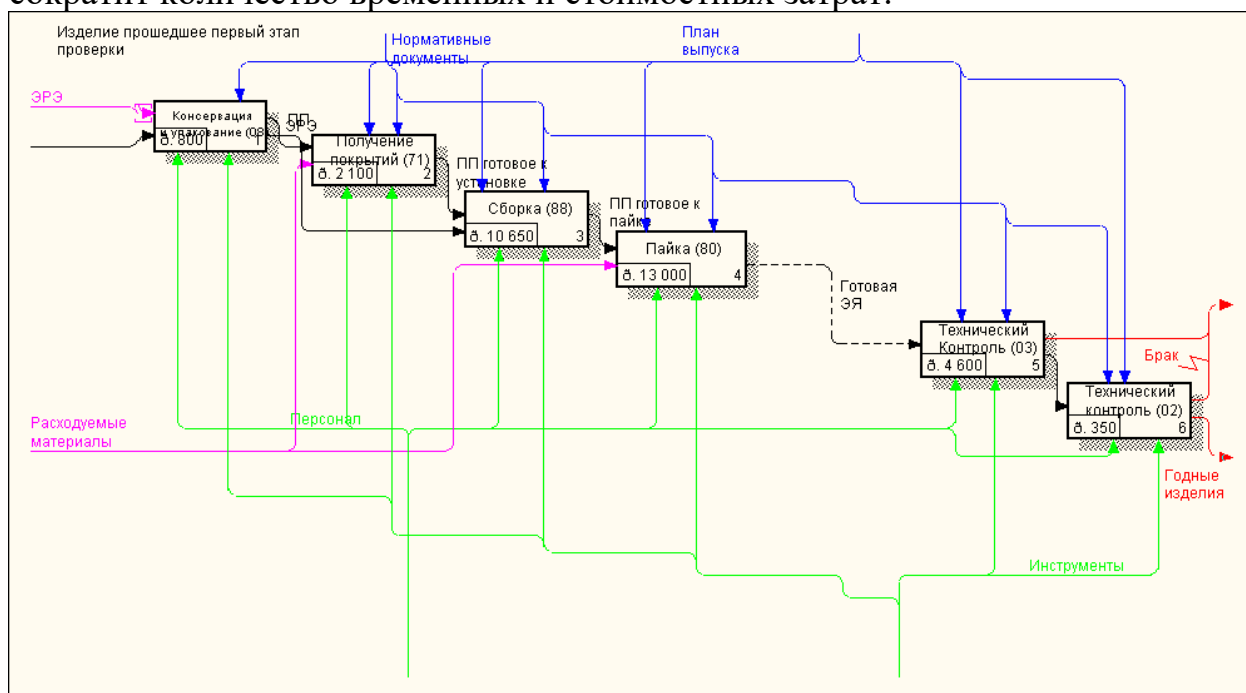 сократит количество временных и стоимостных затрат.
Изделие прошедшее первый этап
проверки
Нормативные
документы
План
выпуска
ЭРЭ
Консервация
и упакование (08)
ð. 800 1
ПП
ЭРЭ
Получение
покрытий (71)
ð. 2 100 2
ПП готовое к
установке
Сборка (88)
ð. 10 650 3
ПП готовое к
пайке
Пайка (80)
ð. 13 000 4
Готовая
ЭЯ
Технический
Контроль (03)
ð. 4 600 5
Брак
Технический
контроль (02)
ð. 350 6
Персонал
Расходуемые
материалы
Годные
изделия
Инструменты